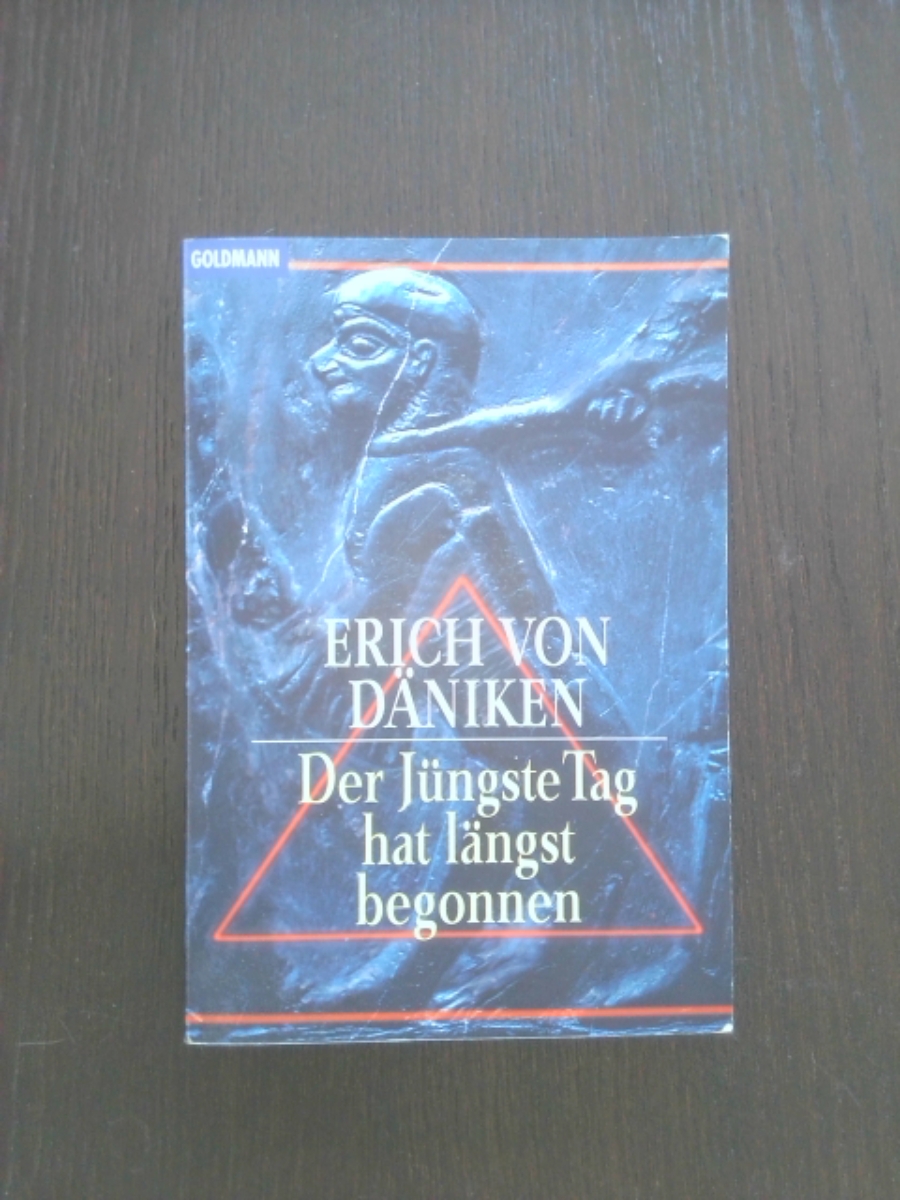 GOLDMANN
ERICH VON
DÄNIKEN
Der Jüngste Tag
hat längst
begonnen